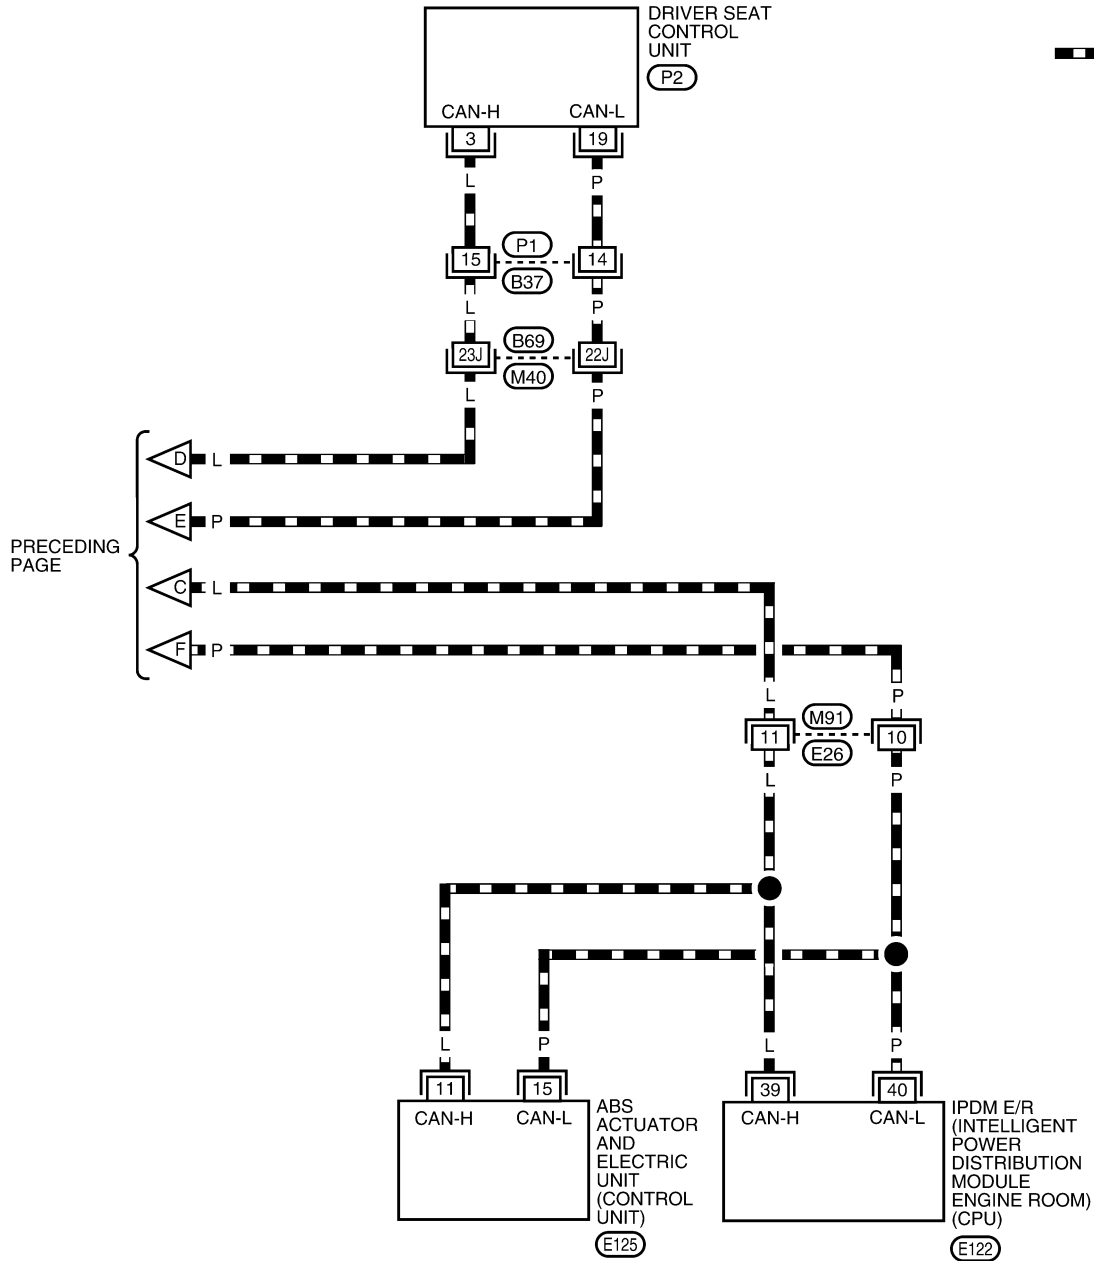 DRIVER SEAT
CONTROL
UNIT
P2
CAN-H CAN-L
3 19
L P
P1
15 14
B37
L P
B69
23J 22J
M40
L P
D L
E P
PRECEDING
PAGE
C L
F P
L P
M91
11 10
E26
L P
L P L P
11 15 39 40
CAN-H CAN-L CAN-H CAN-L
ABS
ACTUATOR
AND
ELECTRIC
UNIT
(CONTROL
UNIT)
E125
IPDM E/R
(INTELLIGENT
POWER
DISTRIBUTION
MODULE
ENGINE ROOM)
(CPU)
E122